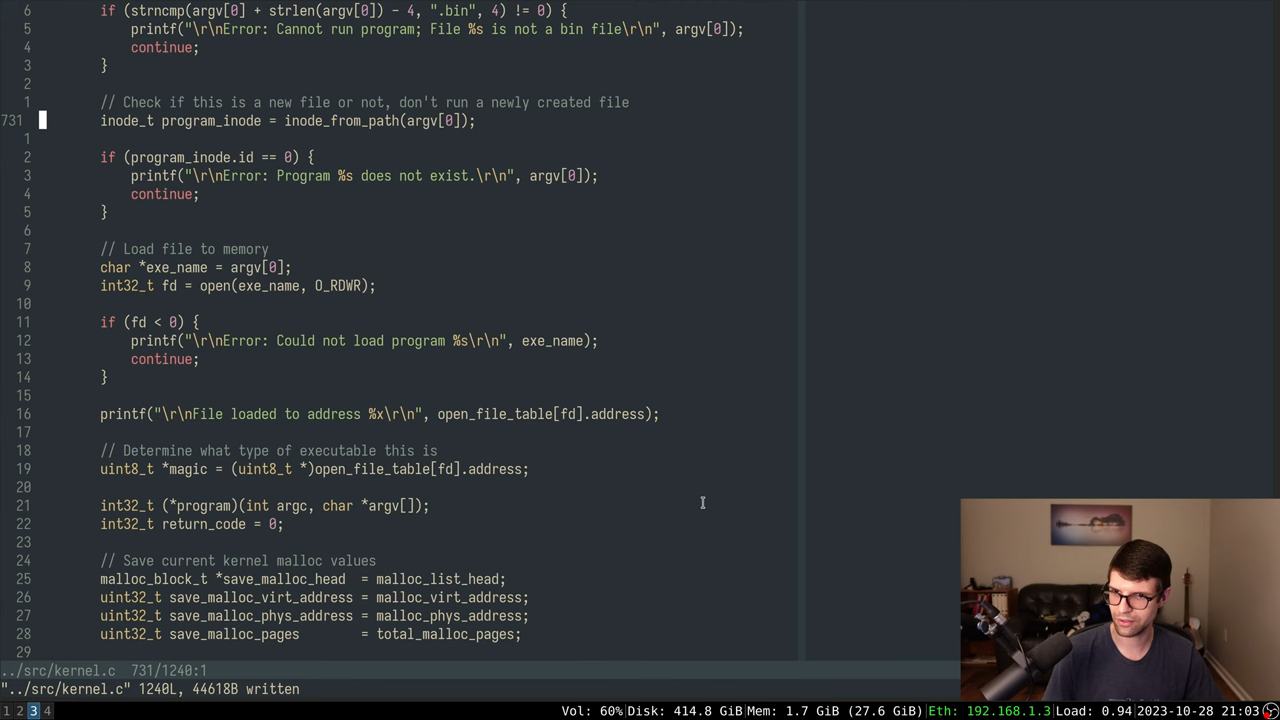 6 if (strncmp(argv[0] + strlen(argv[0]) - 4, ".bin", 4) != 0) {
5 printf("\r\nError: Cannot run program; File %s is not a bin file\r\n", argv[0]);
4 continue;
3 }
2
1 // Check if this is a new file or not, don't run a newly created file
731 inode_t program_inode = inode_from_path(argv[0]);
1
2 if (program_inode.id == 0) {
3 printf("\r\nError: Program %s does not exist.\r\n", argv[0]);
4 continue;
5 }
6
7 // Load file to memory
8 char *exe_name = argv[0];
9 int32_t fd = open(exe_name, O_RDWR);
10
11 if (fd < 0) {
12 printf("\r\nError: Could not load program %s\r\n", exe_name);
13 continue;
14 }
15
16 printf("\r\nFile loaded to address %x\r\n", open_file_table[fd].address);
17
18 // Determine what type of executable this is
19 uint8_t *magic = (uint8_t *)open_file_table[fd].address;
20
21 int32_t (*program)(int argc, char *argv[]);
22 int32_t return_code = 0;
23
24 // Save current kernel malloc values
25 malloc_block_t *save_malloc_head = malloc_list_head;
26 uint32_t save_malloc_virt_address = malloc_virt_address;
27 uint32_t save_malloc_phys_address = malloc_phys_address;
28 uint32_t save_malloc_pages = total_malloc_pages;
29
../src/kernel.c 731/1240:1
"../src/kernel.c" 1240L, 44618B written
1 2 3 4 Vol: 60%|Disk: 414.8 GiB|Mem: 1.7 GiB (27.6 GiB)|Eth: 192.168.1.3|Load: 0.94|2023-10-28 21:03